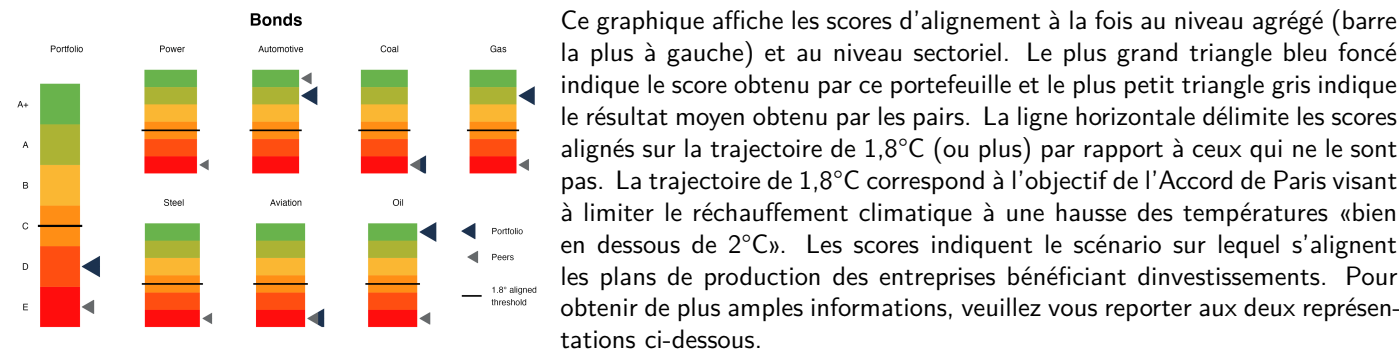 Bonds
Portfolio
Power
Automotive
Coal
Gas
A+
A
B
C
D
E
Steel
Aviation
Oil
Portfolio
Peers
1.8° aligned
threshold
Ce graphique affiche les scores d'alignement à la fois au niveau agrégé (barre
la plus à gauche) et au niveau sectoriel. Le plus grand triangle bleu foncé
indique le score obtenu par ce portefeuille et le plus petit triangle gris indique
le résultat moyen obtenu par les pairs. La ligne horizontale délimite les scores
alignés sur la trajectoire de 1,8°C (ou plus) par rapport à ceux qui ne le sont
pas. La trajectoire de 1,8°C correspond à l'objectif de l'Accord de Paris visant
à limiter le réchauffement climatique à une hausse des températures «bien
en dessous de 2°C». Les scores indiquent le scénario sur lequel s'alignent
les plans de production des entreprises bénéficiant dinvestissements. Pour
obtenir de plus amples informations, veuillez vous reporter aux deux représen-
tations ci-dessous.